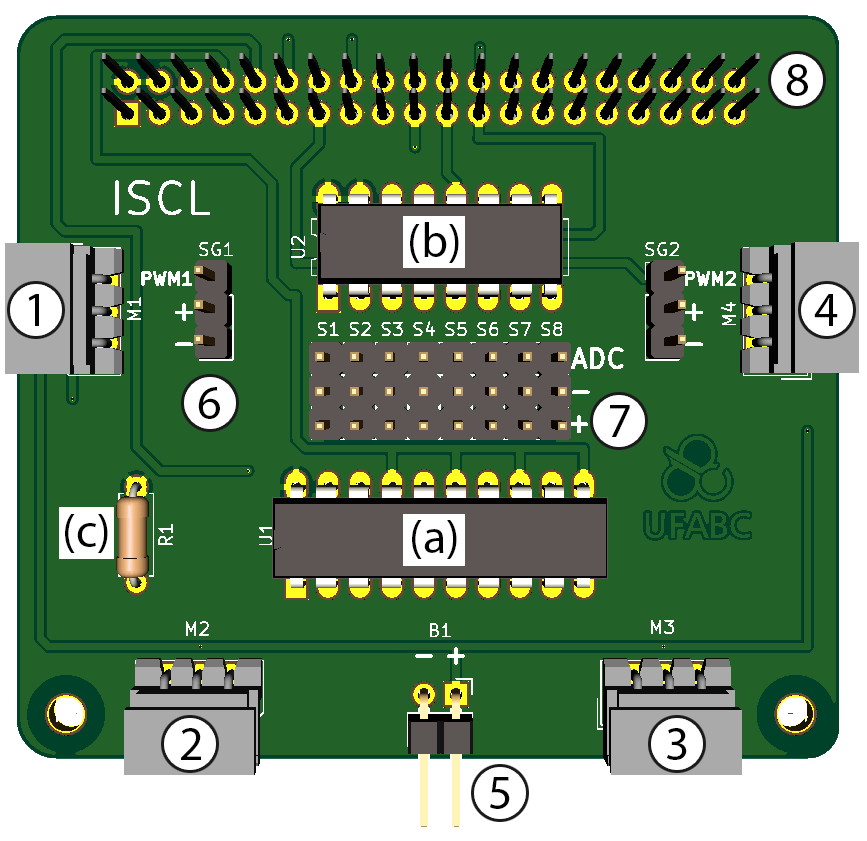 8
ISCL
U2
(b)
SG1
SG2
PWM1
PWM2
1
M1
+
−
+
−
M4
4
S1 S2 S3 S4 S5 S6 S7 S8
ADC
−
+
6
7
(c)
R1
U1
(a)
UFABC
M2
B1
M3
− +
2
3
5